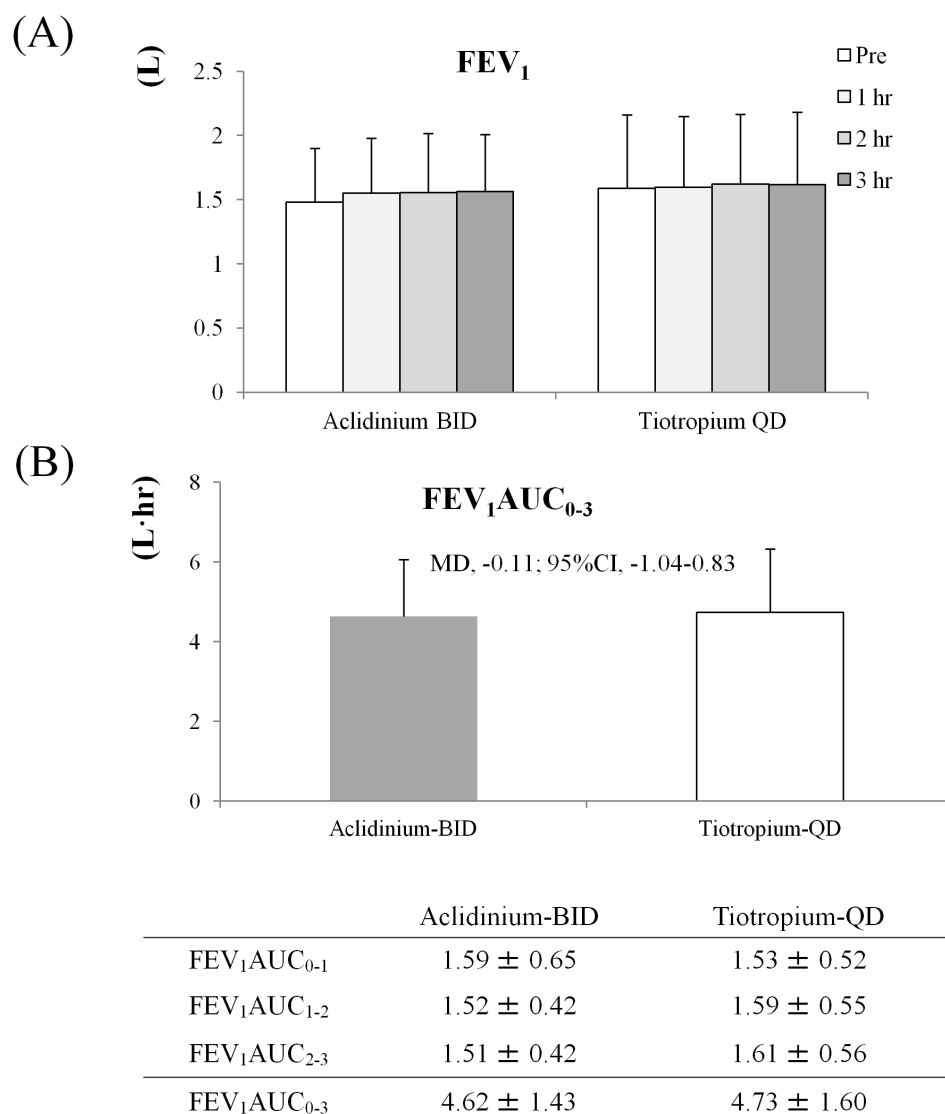 (A)
(L)
FEV₁
Pre
1 hr
2 hr
3 hr
2.5
2
1.5
1
0.5
0
Aclidinium BID
Tiotropium QD
(B)
(L·hr)
FEV₁AUC₀₋₃
MD, -0.11; 95%CI, -1.04-0.83
8
6
4
2
0
Aclidinium-BID
Tiotropium-QD
Aclidinium-BID Tiotropium-QD
FEV₁AUC₀₋₁ 1.59 ± 0.65 1.53 ± 0.52
FEV₁AUC₁₋₂ 1.52 ± 0.42 1.59 ± 0.55
FEV₁AUC₂₋₃ 1.51 ± 0.42 1.61 ± 0.56
FEV₁AUC₀₋₃ 4.62 ± 1.43 4.73 ± 1.60